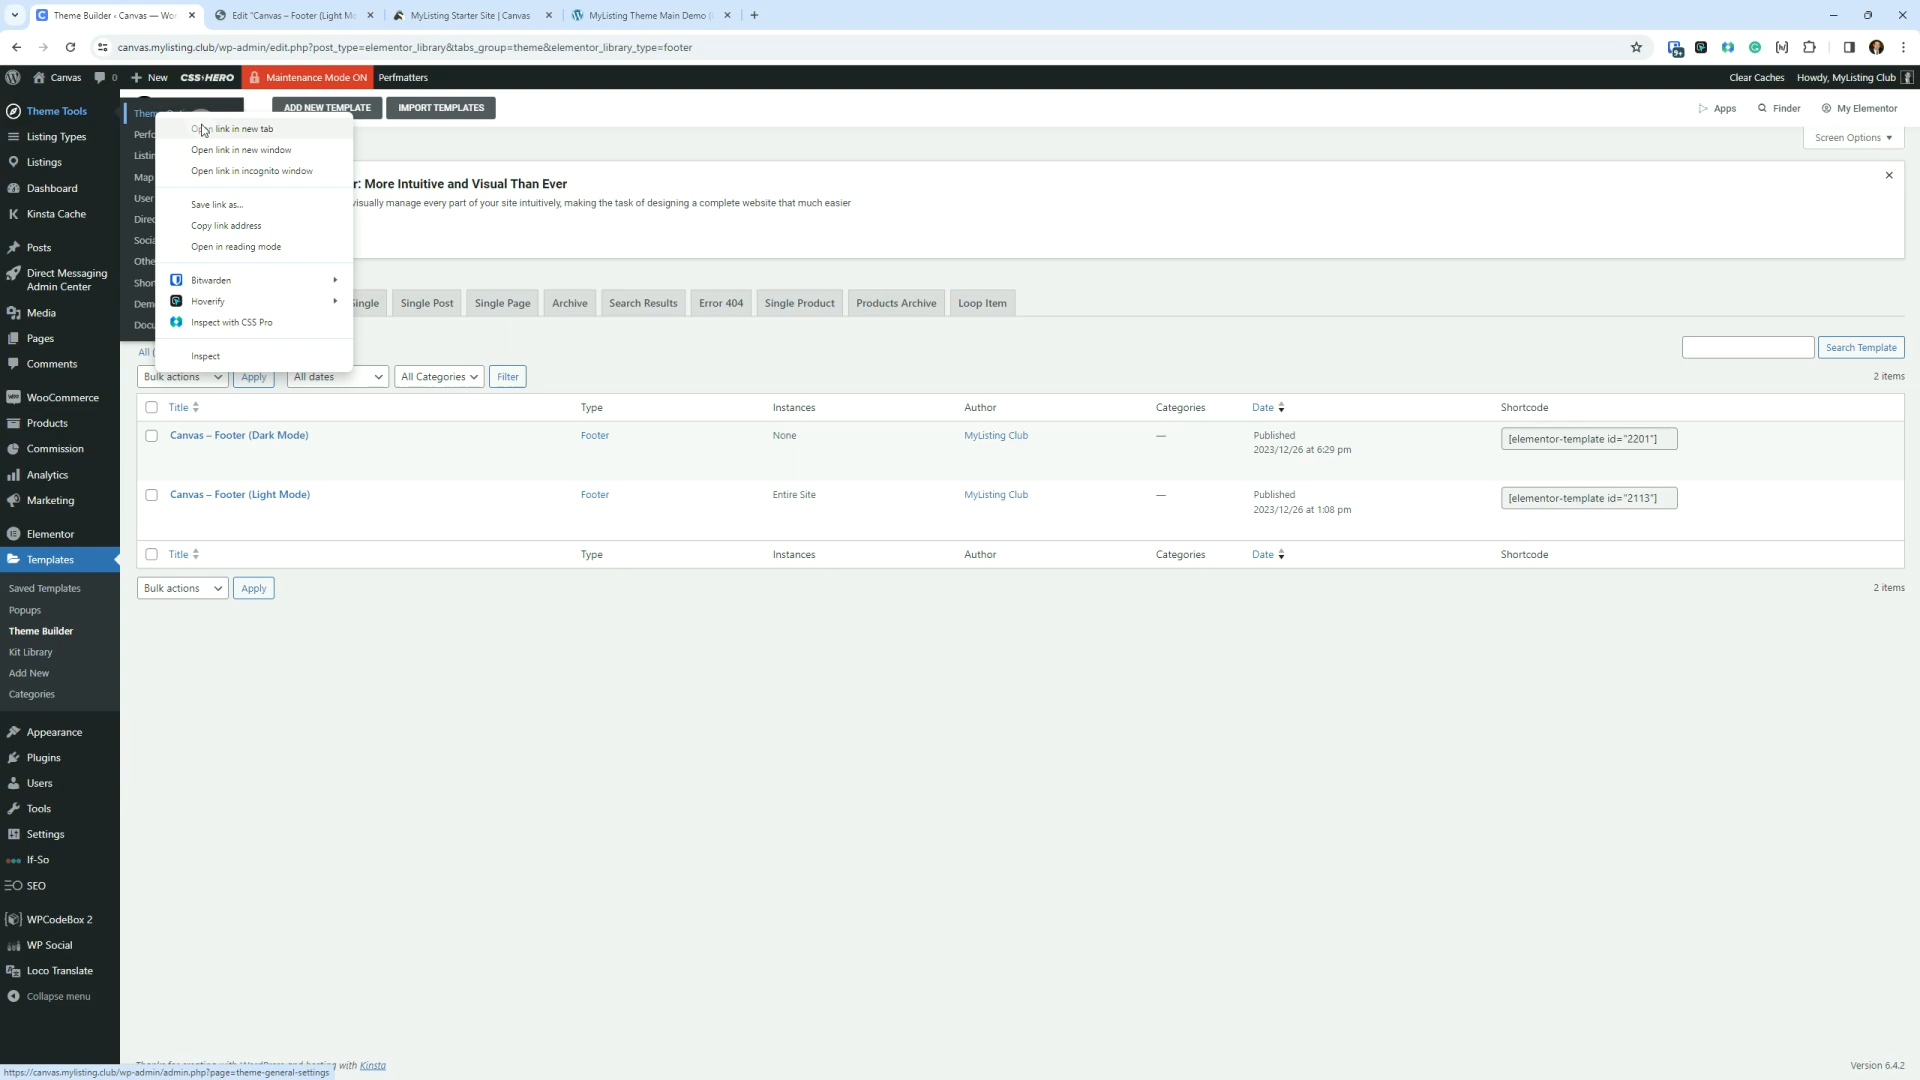 Theme Builder ‹ Canvas — Wor
Edit "Canvas – Footer (Light Mo
MyListing Starter Site | Canvas
MyListing Theme Main Demo (
canvas.mylisting.club/wp-admin/edit.php?post_type=elementor_library&tabs_group=theme&elementor_library_type=footer
Canvas
0
New
CSS HERO
Maintenance Mode ON
Perfmatters
Clear Caches
Howdy, MyListing Club
Theme Tools
Listing Types
Listings
Dashboard
Kinsta Cache
Posts
Direct Messaging
Admin Center
Media
Pages
Comments
WooCommerce
Products
Commission
Analytics
Marketing
Elementor
Templates
Saved Templates
Popups
Theme Builder
Kit Library
Add New
Categories
Appearance
Plugins
Users
Tools
Settings
If-So
SEO
WPCodeBox 2
WP Social
Loco Translate
Collapse menu
Perfo
Listin
Map
User
Direc
Socia
Othe
Shor
Dem
Docu
link in new tab
Open link in new window
Open link in incognito window
Save link as...
Copy link address
Open in reading mode
Bitwarden
Hoverify
Inspect with CSS Pro
Inspect
ADD NEW TEMPLATE
IMPORT TEMPLATES
Apps
Finder
My Elementor
Screen Options
r: More Intuitive and Visual Than Ever
visually manage every part of your site intuitively, making the task of designing a complete website that much easier
Single
Single Post
Single Page
Archive
Search Results
Error 404
Single Product
Products Archive
Loop Item
All (
Search Template
Bulk actions
Apply
All dates
All Categories
Filter
2 items
Title Type Instances Author Categories Date Shortcode
Canvas – Footer (Dark Mode) Footer None MyListing Club — Published [elementor-template id="2201"]
2023/12/26 at 6:29 pm
Canvas – Footer (Light Mode) Footer Entire Site MyListing Club — Published [elementor-template id="2113"]
2023/12/26 at 1:08 pm
Title Type Instances Author Categories Date Shortcode
Bulk actions
Apply
2 items
with Kinsta
Version 6.4.2
https://canvas.mylisting.club/wp-admin/admin.php?page=theme-general-settings